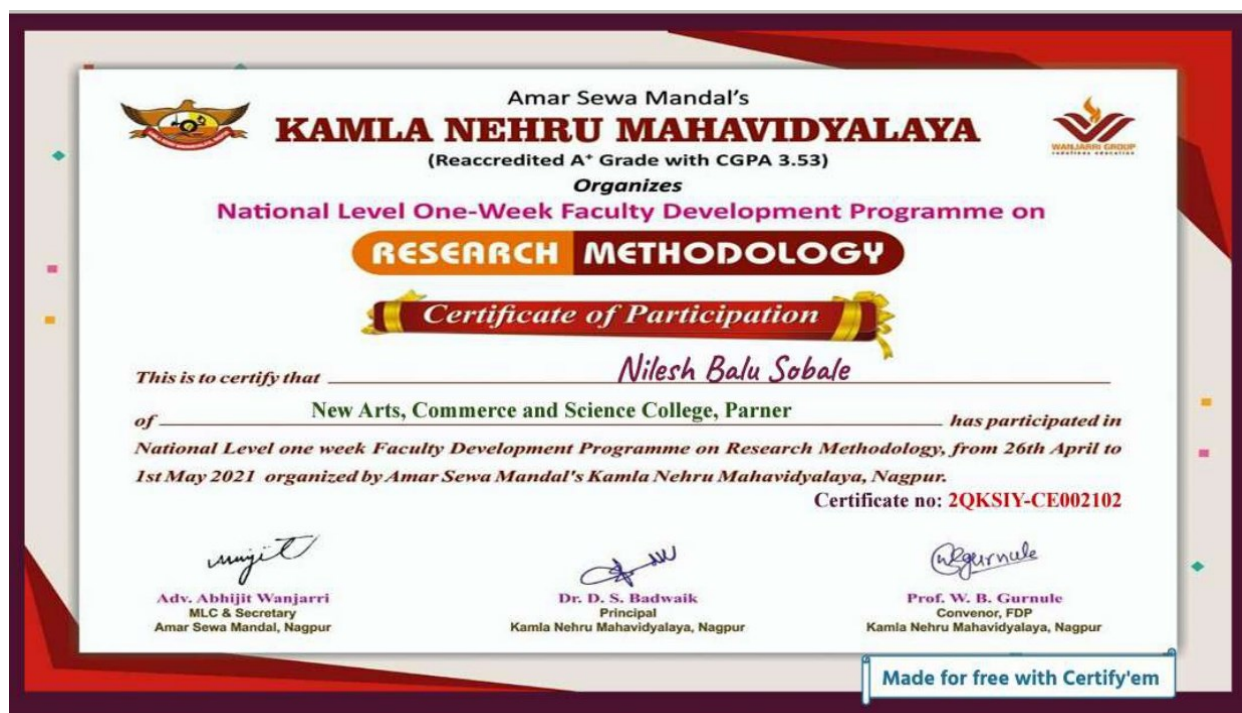 Amar Sewa Mandal's
KAMLA NEHRU MAHAVIDYALAYA
WANJARRI GROUP
redefines education
(Reaccredited A⁺ Grade with CGPA 3.53)
Organizes
National Level One-Week Faculty Development Programme on
RESEARCH METHODOLOGY
Certificate of Participation
This is to certify that Nilesh Balu Sobale
of New Arts, Commerce and Science College, Parner has participated in
National Level one week Faculty Development Programme on Research Methodology, from 26th April to
1st May 2021 organized by Amar Sewa Mandal's Kamla Nehru Mahavidyalaya, Nagpur.
Certificate no: 2QKSIY-CE002102
Adv. Abhijit Wanjarri
MLC & Secretary
Amar Sewa Mandal, Nagpur
Dr. D. S. Badwaik
Principal
Kamla Nehru Mahavidyalaya, Nagpur
Prof. W. B. Gurnule
Convenor, FDP
Kamla Nehru Mahavidyalaya, Nagpur
Made for free with Certify'em